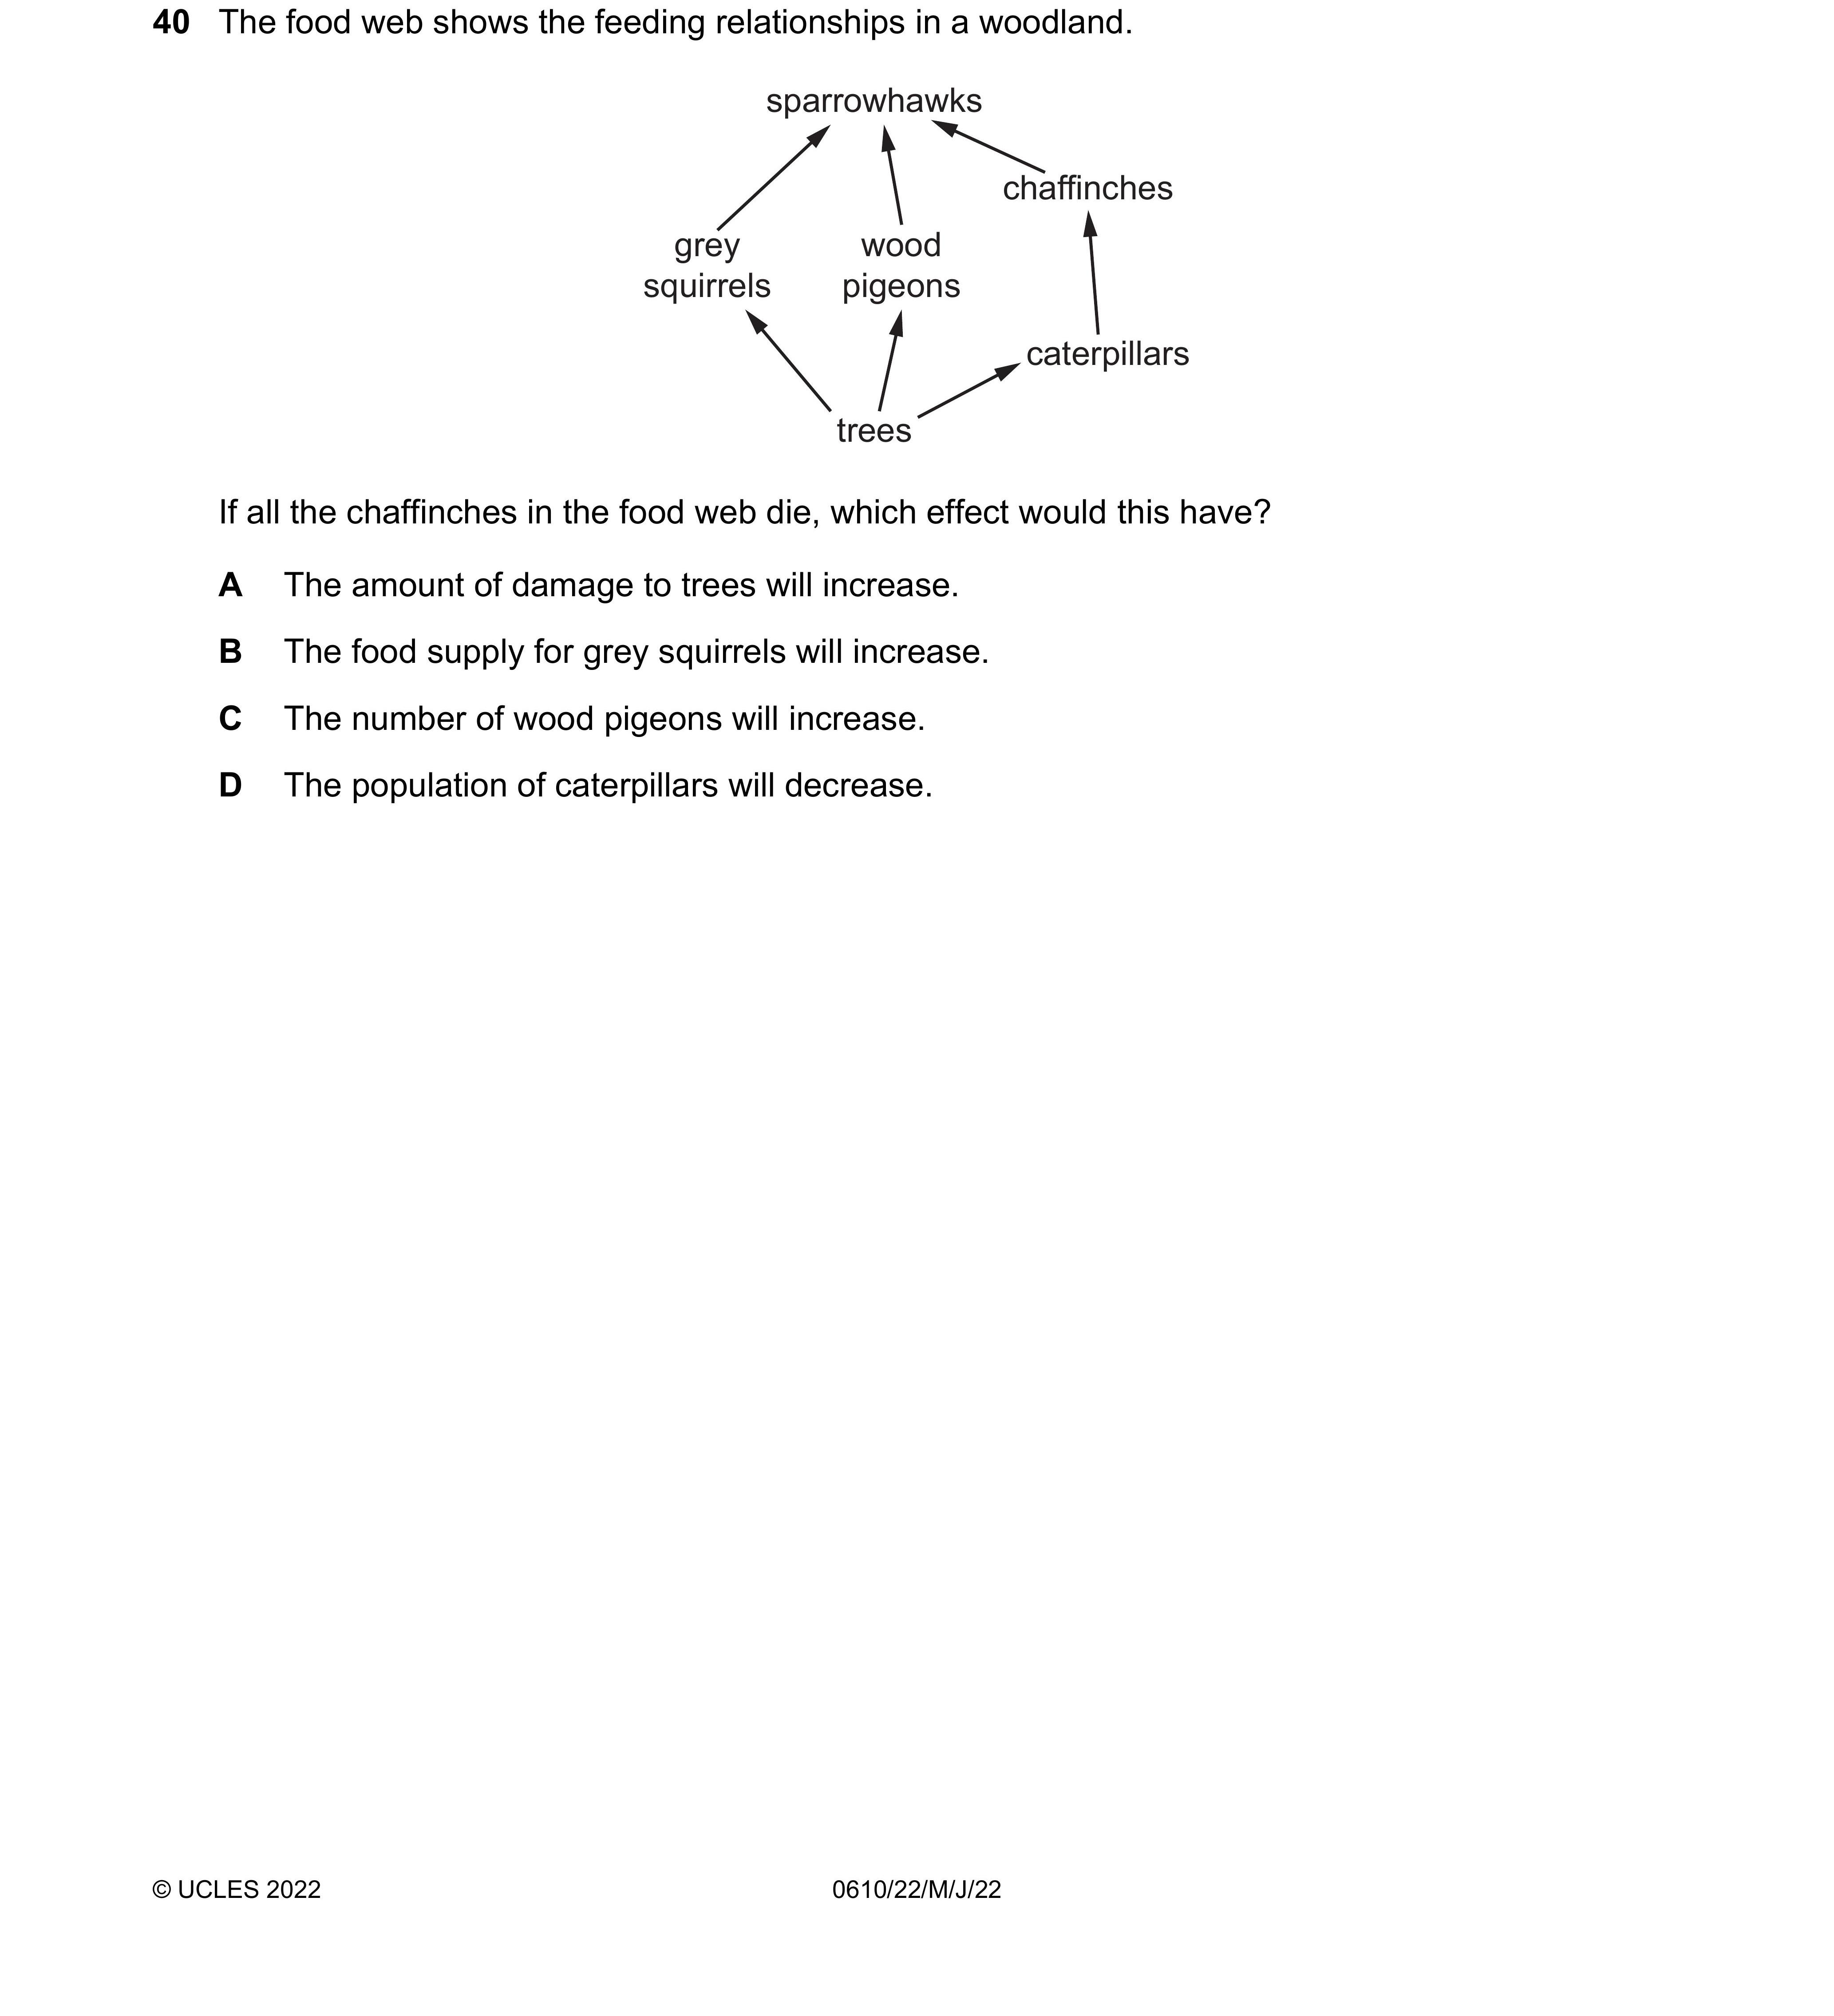 40 The food web shows the feeding relationships in a woodland.
sparrowhawks
chaffinches
grey
squirrels
wood
pigeons
caterpillars
trees
If all the chaffinches in the food web die, which effect would this have?
A The amount of damage to trees will increase.
B The food supply for grey squirrels will increase.
C The number of wood pigeons will increase.
D The population of caterpillars will decrease.
© UCLES 2022 0610/22/M/J/22